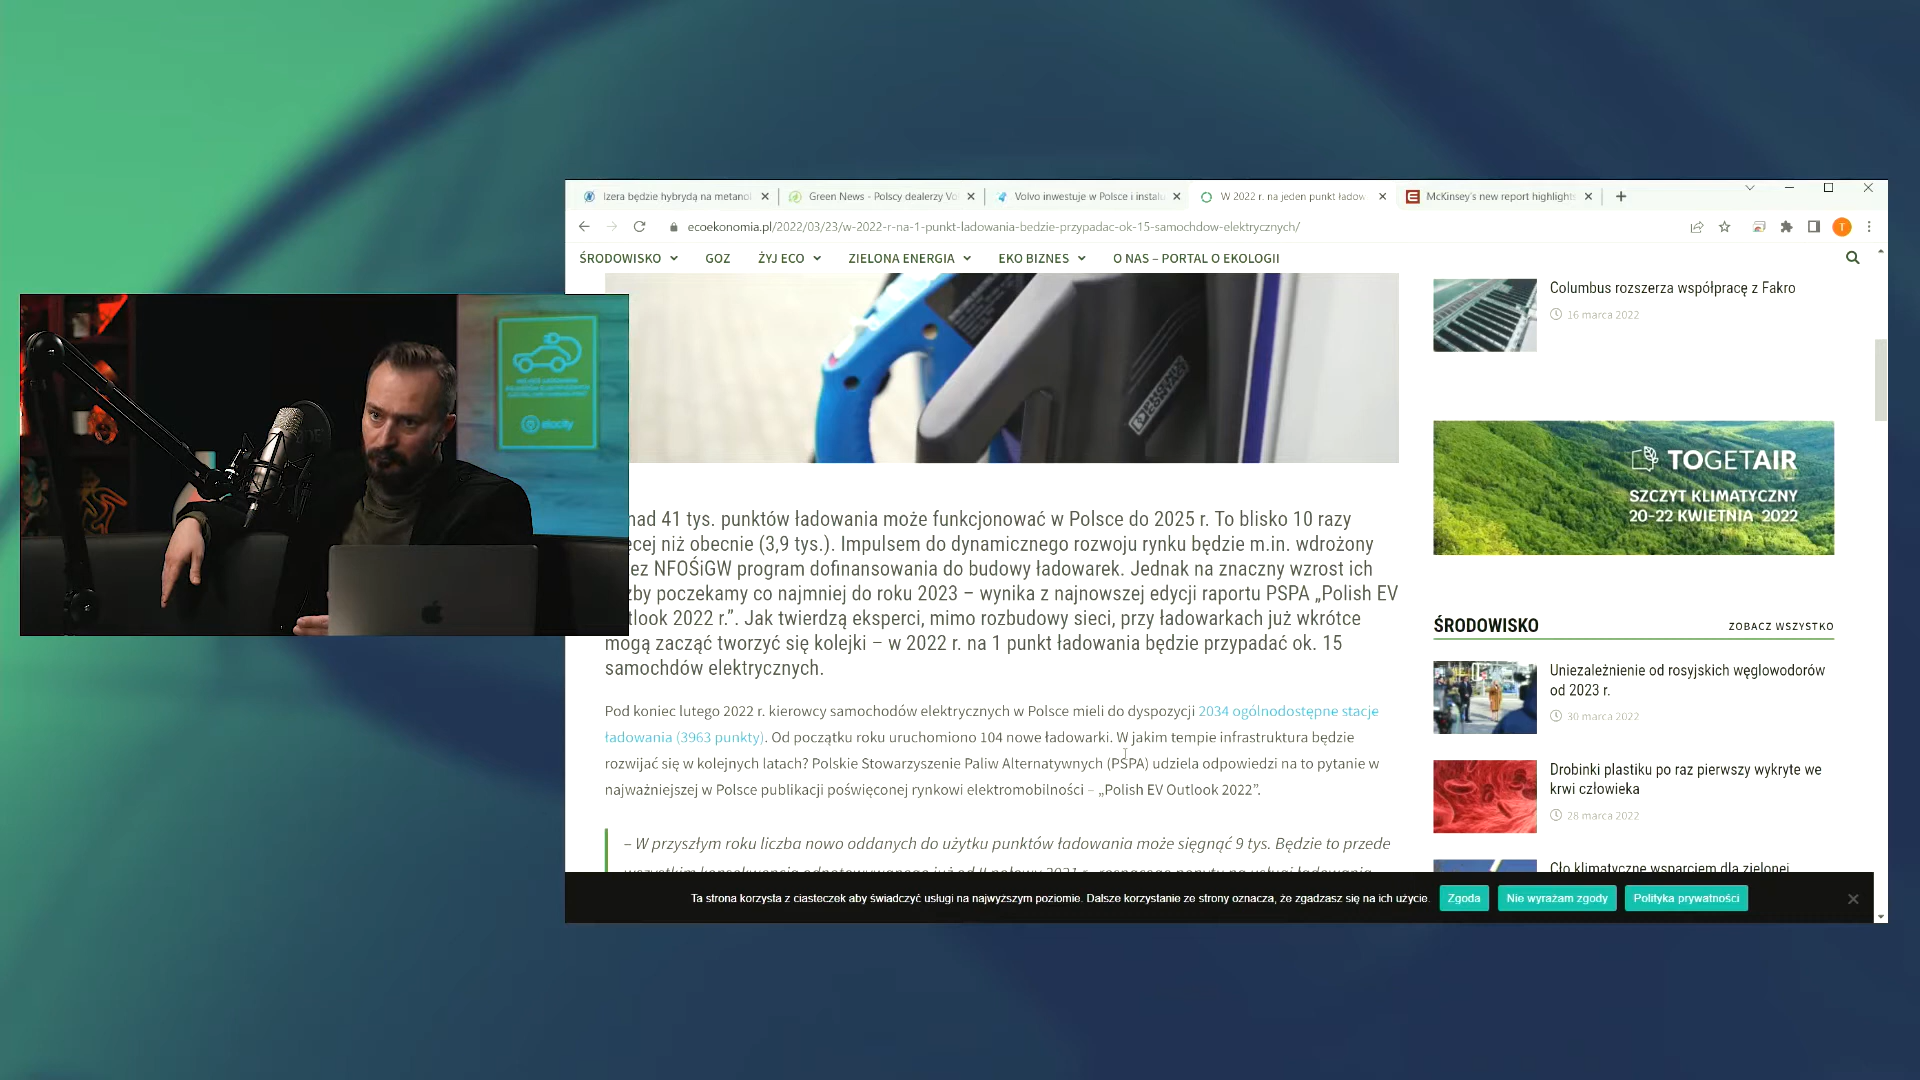 Izera będzie hybrydą na metanol
Green News - Polscy dealerzy Vo
Volvo inwestuje w Polsce i instalu
W 2022 r. na jeden punkt ładow
McKinsey's new report highlights
ecoekonomia.pl/2022/03/23/w-2022-r-na-1-punkt-ladowania-bedzie-przypadac-ok-15-samochdow-elektrycznych/
T
ŚRODOWISKO
GOZ
ŻYJ ECO
ZIELONA ENERGIA
EKO BIZNES
O NAS – PORTAL O EKOLOGII
nad 41 tys. punktów ładowania może funkcjonować w Polsce do 2025 r. To blisko 10 razy
ęcej niż obecnie (3,9 tys.). Impulsem do dynamicznego rozwoju rynku będzie m.in. wdrożony
ez NFOŚiGW program dofinansowania do budowy ładowarek. Jednak na znaczny wzrost ich
zby poczekamy co najmniej do roku 2023 – wynika z najnowszej edycji raportu PSPA „Polish EV
tlook 2022 r.”. Jak twierdzą eksperci, mimo rozbudowy sieci, przy ładowarkach już wkrótce
mogą zacząć tworzyć się kolejki – w 2022 r. na 1 punkt ładowania będzie przypadać ok. 15
samochdów elektrycznych.
Pod koniec lutego 2022 r. kierowcy samochodów elektrycznych w Polsce mieli do dyspozycji 2034 ogólnodostępne stacje
ładowania (3963 punkty). Od początku roku uruchomiono 104 nowe ładowarki. W jakim tempie infrastruktura będzie
rozwijać się w kolejnych latach? Polskie Stowarzyszenie Paliw Alternatywnych (PSPA) udziela odpowiedzi na to pytanie w
najważniejszej w Polsce publikacji poświęconej rynkowi elektromobilności – „Polish EV Outlook 2022”.
– W przyszłym roku liczba nowo oddanych do użytku punktów ładowania może sięgnąć 9 tys. Będzie to przede
Columbus rozszerza współpracę z Fakro
16 marca 2022
TOGETAIR
SZCZYT KLIMATYCZNY
20-22 KWIETNIA 2022
ŚRODOWISKO
ZOBACZ WSZYSTKO
Uniezależnienie od rosyjskich węglowodorów
od 2023 r.
30 marca 2022
Drobinki plastiku po raz pierwszy wykryte we
krwi człowieka
28 marca 2022
Cło klimatyczne wsparciem dla zielonej
Ta strona korzysta z ciasteczek aby świadczyć usługi na najwyższym poziomie. Dalsze korzystanie ze strony oznacza, że zgadzasz się na ich użycie.
Zgoda
Nie wyrażam zgody
Polityka prywatności
elocity